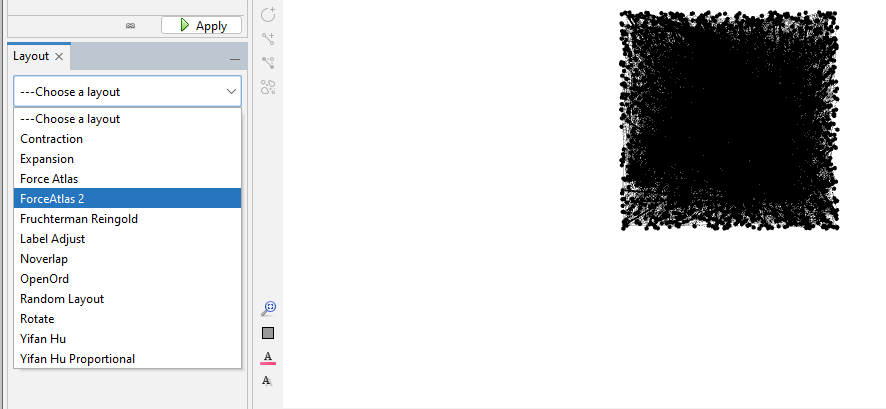 Apply
Layout
---Choose a layout
---Choose a layout
Contraction
Expansion
Force Atlas
ForceAtlas 2
Fruchterman Reingold
Label Adjust
Noverlap
OpenOrd
Random Layout
Rotate
Yifan Hu
Yifan Hu Proportional
A
A